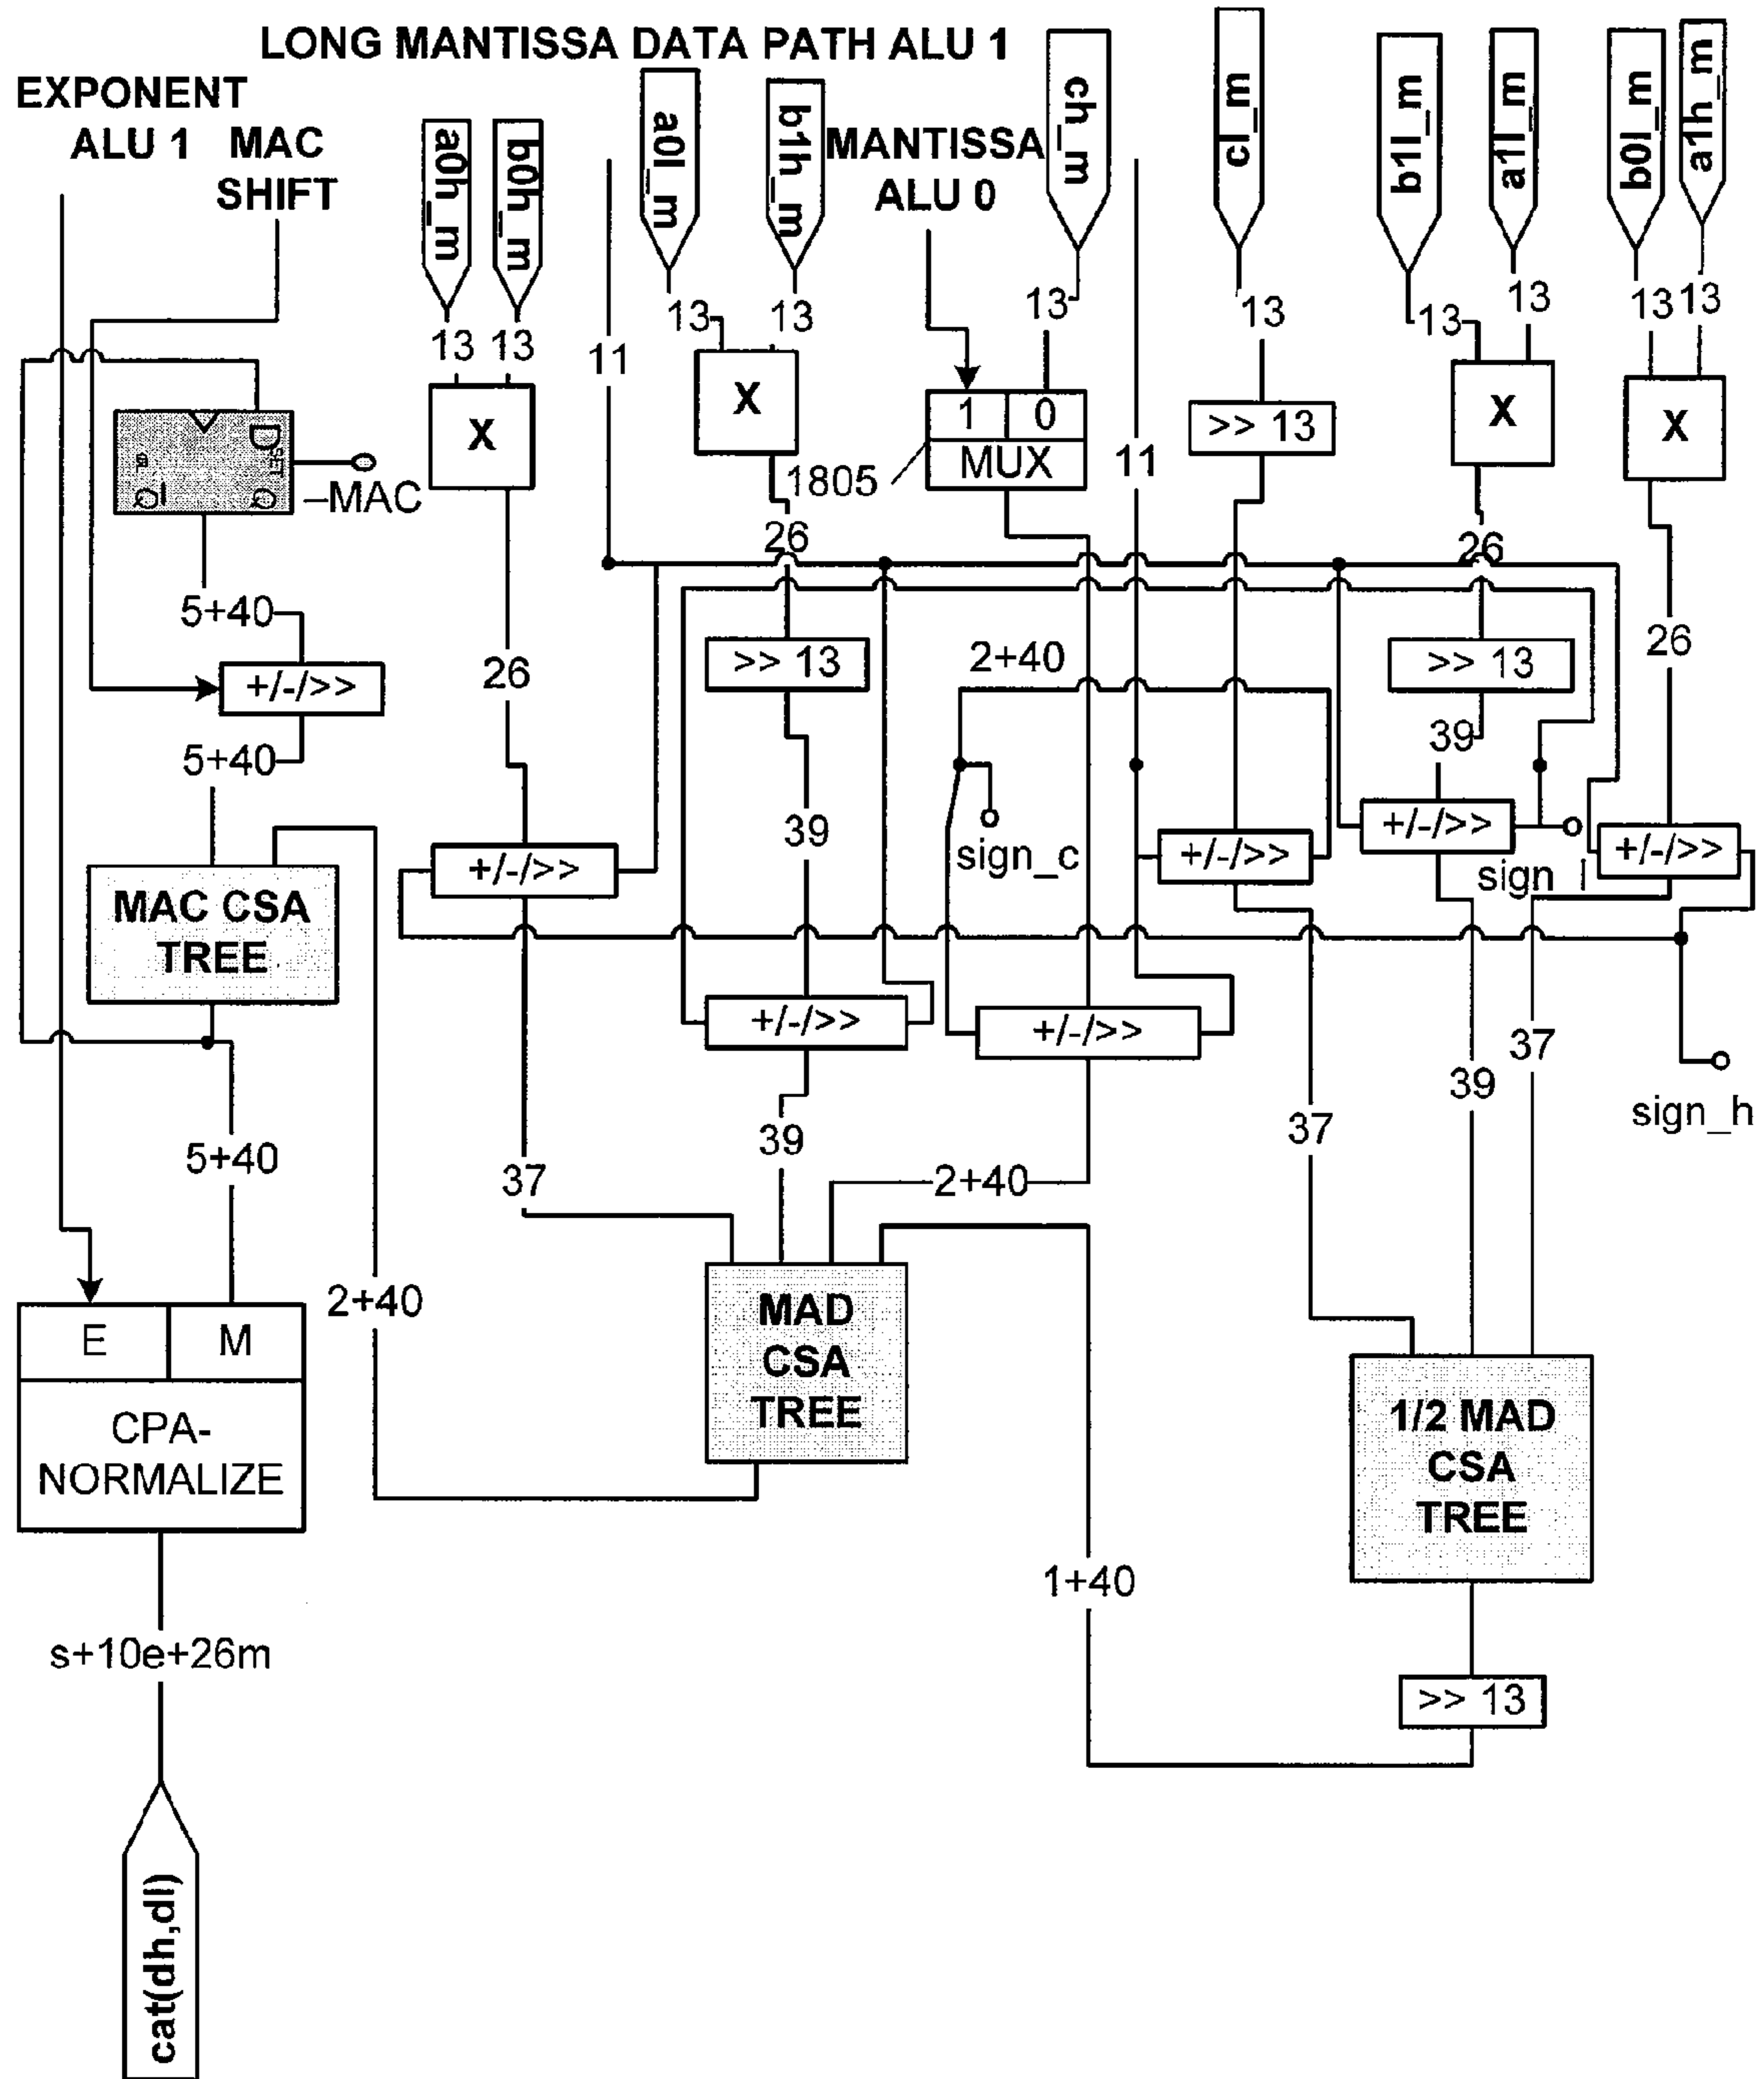 LONG MANTISSA DATA PATH ALU 1
EXPONENT
ALU 1
MAC
SHIFT
a0h_m
b0h_m
a0l_m
b1h_m
MANTISSA
ALU 0
ch_m
cl_m
b1l_m
a1l_m
b0l_m
a1h_m
13
13
13
13
13
13
13
13
13
13
11
11
X
X
X
X
1
0
MUX
1805
>> 13
D
SET
Q
Q
–MAC
26
26
26
26
5+40
+/-/>>
5+40
>> 13
2+40
>> 13
39
39
+/-/>>
sign_c
+/-/>>
+/-/>>
sign_l
+/-/>>
MAC CSA
TREE
+/-/>>
+/-/>>
37
39
37
39
37
sign_h
5+40
2+40
2+40
E
M
CPA-
NORMALIZE
MAD
CSA
TREE
1/2 MAD
CSA
TREE
1+40
s+10e+26m
>> 13
cat(dh,dl)